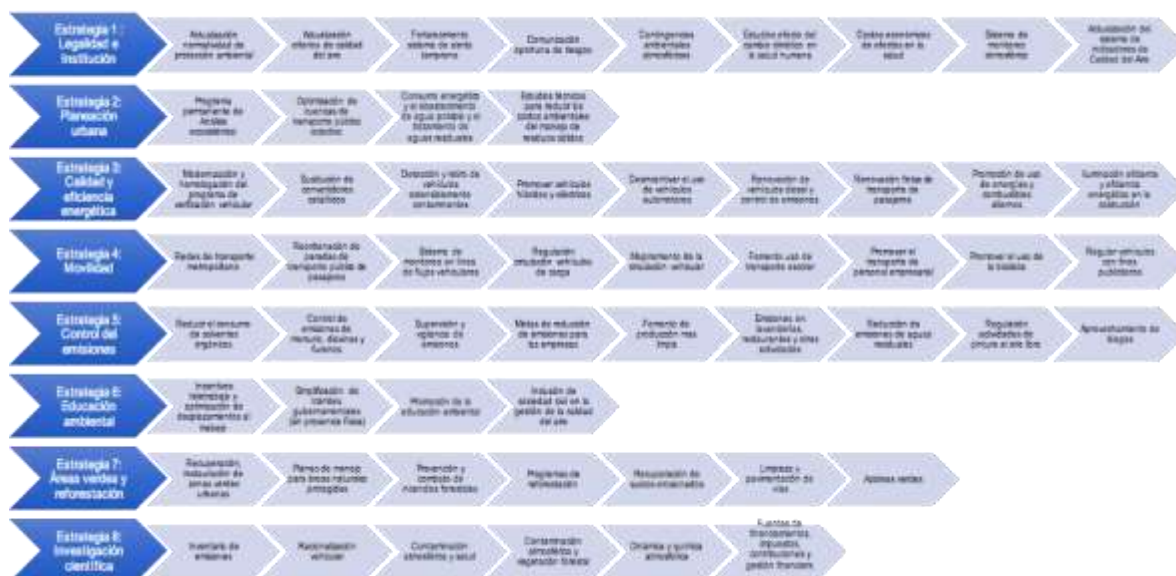 Estrategia 1:
Legalidad e
Institución
Actualización
normatividad de
protección ambiental
Actualización
criterios de calidad
del aire
Fortalecimiento
sistema de alerta
temprana
Comunicación
oportuna de riesgos
Contingencias
ambientales
atmosféricas
Estudios efecto del
cambio climático en
la salud humana
Costos económicos
de efectos en la
salud
Sistema de
monitoreo
atmosférico
Actualización del
sistema de
indicadores de
Calidad del Aire
Estrategia 2:
Planeación
urbana
Programa
permanente de
Optimización de
transporte público
colectivo
Consumo energético
y el abastecimiento
de agua potable y el
tratamiento de
aguas residuales
Estudios técnicos
para reducir los
costos ambientales
del manejo de
residuos sólidos
Estrategia 3:
Calidad y
eficiencia
energética
Modernización y
homologación del
programa de
verificación vehicular
Sustitución de
convertidores
catalíticos
Detección y retiro de
vehículos
ostensiblemente
contaminantes
Promover vehículos
híbridos y eléctricos
Desincentivar el uso
de vehículos
automotores
Renovación de
vehículos diesel y
control de emisiones
Renovación flotas de
transporte de
pasajeros
Promoción de uso
de energías y
combustibles
alternos
Iluminación eficiente
y eficiencia
energética en la
Estrategia 4:
Movilidad
Redes de transporte
metropolitano
Reordenación de
paradas de
transporte público de
pasajeros
Sistema de
monitoreo en línea
de flujos vehiculares
Regulación
circulación vehículos
de carga
Mejoramiento de la
circulación vehicular
Fomento uso de
transporte escolar
Promover el
transporte de
personal empresarial
Promover el uso de
la bicicleta
Regular vehículos
con fines
publicitarios
Estrategia 5:
Control de
emisiones
Reducir el consumo
de solventes
orgánicos
Control de
emisiones de
mercurio, dioxinas y
furanos
Supervisión y
vigilancia de
emisiones
Metas de reducción
de emisiones para
las empresas
Fomento de
producción más
limpia
Emisiones en
lavanderías,
restaurantes y otras
actividades
Reducción de
emisiones de aguas
residuales
Regulación
actividades de
pintura al aire libre
Aprovechamiento de
biogás
Estrategia 6:
Educación
ambiental
Incentivos
teletrabajo y
optimización de
desplazamientos al
trabajo
Simplificación de
trámites
gubernamentales
(sin presencia física)
Promoción de la
educación ambiental
Inclusión de
sociedad civil en la
gestión de la calidad
del aire
Estrategia 7:
Áreas verdes y
reforestación
Recuperación,
restauración de
zonas verdes
urbanas
Planes de manejo
para áreas naturales
protegidas
Prevención y
combate de
incendios forestales
Programas de
reforestación
Recuperación de
suelos erosionados
Limpieza y
pavimentación de
vías
Azoteas verdes
Estrategia 8:
Investigación
científica
Inventario de
emisiones
Racionalización
vehicular
Contaminación
atmosférica y salud
Contaminación
atmosférica y
vegetación forestal
Dinámica y química
atmosférica
Fuentes de
financiamientos,
impuestos,
contribuciones y
gestión financiera